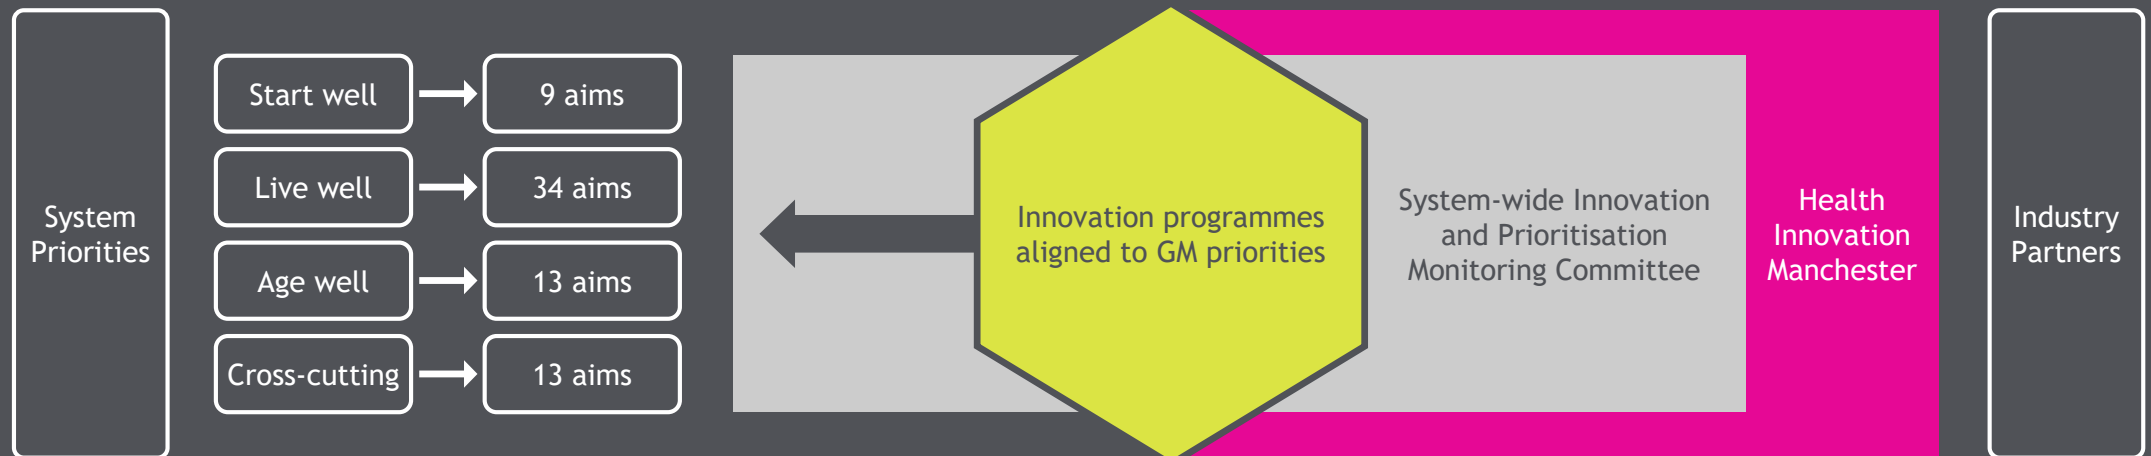 System
Priorities
Start well
9 aims
Live well
34 aims
Age well
13 aims
Cross-cutting
13 aims
Innovation programmes
aligned to GM priorities
System-wide Innovation
and Prioritisation
Monitoring Committee
Health
Innovation
Manchester
Industry
Partners